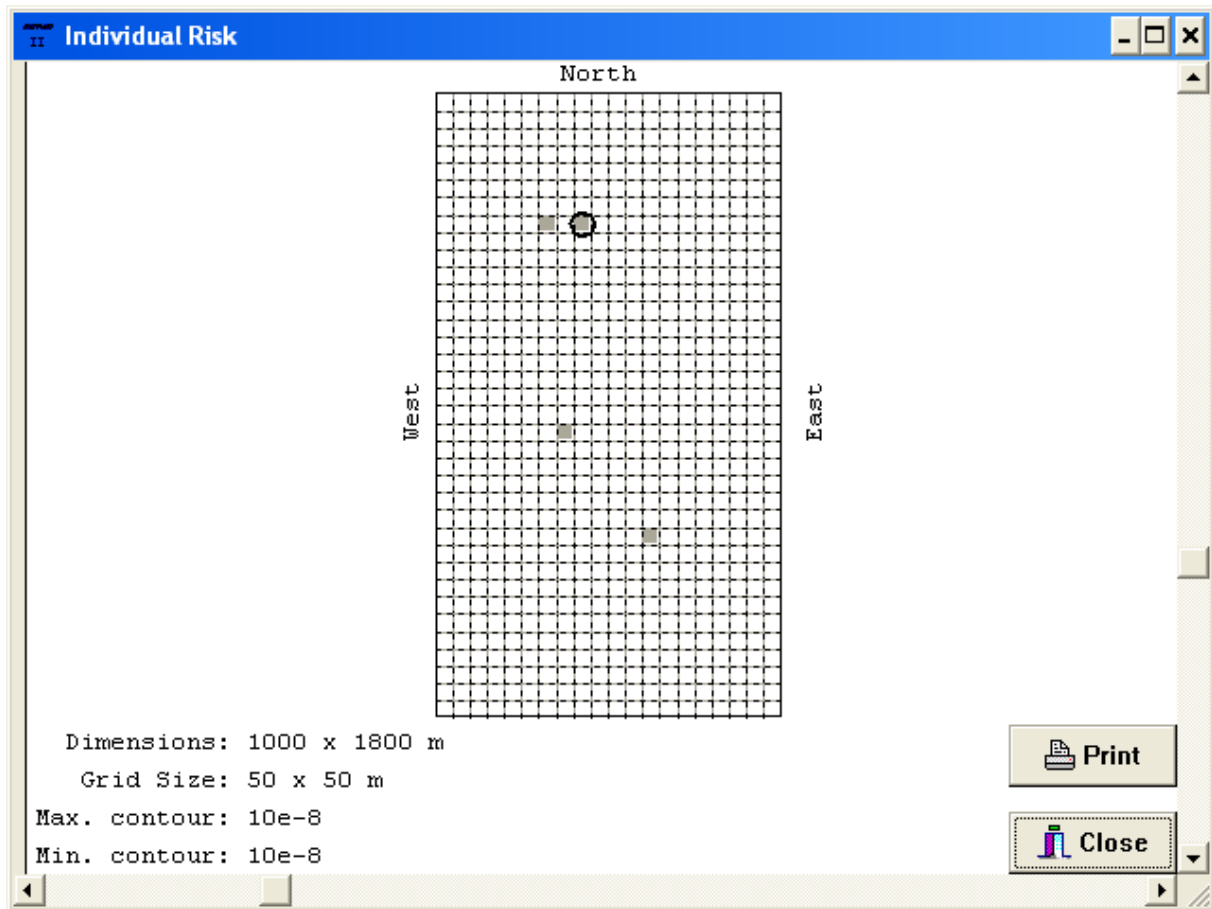 II Individual Risk
North
West
East
Dimensions: 1000 x 1800 m
Grid Size: 50 x 50 m
Max. contour: 10e-8
Min. contour: 10e-8
Print
Close